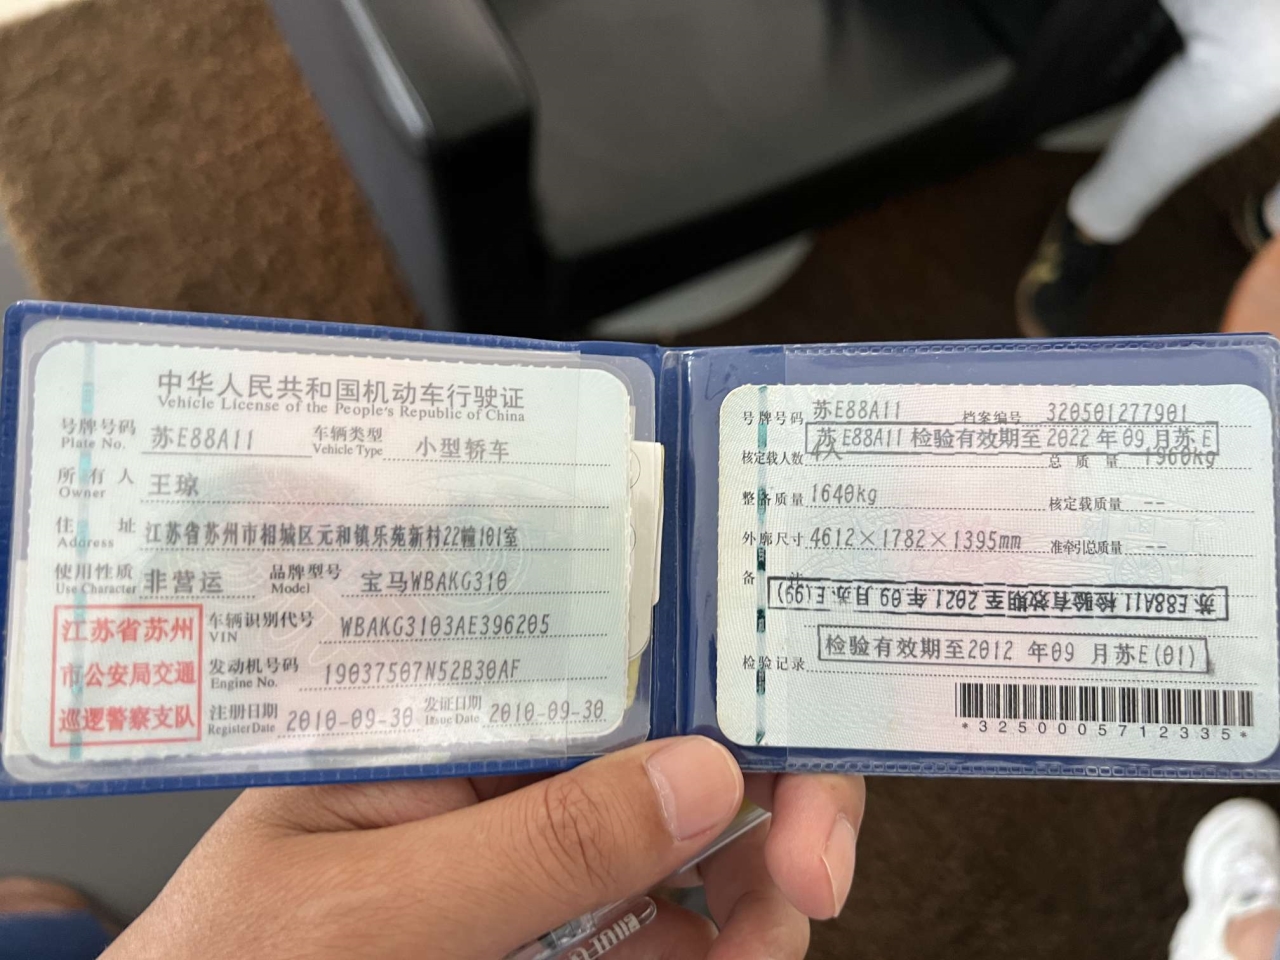 中华人民共和国机动车行驶证
Vehicle License of the People's Republic of China
号牌号码 苏E88A11 车辆类型 小型轿车
Plate No. Vehicle Type
所有人 王琼
Owner
住址 江苏省苏州市相城区元和镇乐苑新村22幢101室
Address
使用性质 非营运 品牌型号 宝马WBAKG310
Use Character Model
江苏省苏州
市公安局交通
巡逻警察支队
车辆识别代号 WBAKG3103AE396205
VIN
发动机号码 19037507N52B30AF
Engine No.
注册日期 2010-09-30 发证日期 2010-09-30
Register Date Issue Date
号牌号码 苏E88A11 档案编号 320501277901
苏E88A11 检验有效期至2022年09月苏E
核定载人数 4人 总质量 1960kg
整备质量 1640kg 核定载质量 --
外廓尺寸 4612×1782×1395mm 准牵引总质量 --
备注
苏E88A11 检验有效期至2021年09月苏E(99)
检验有效期至2012年09月苏E(01)
检验记录
*3250005712335*